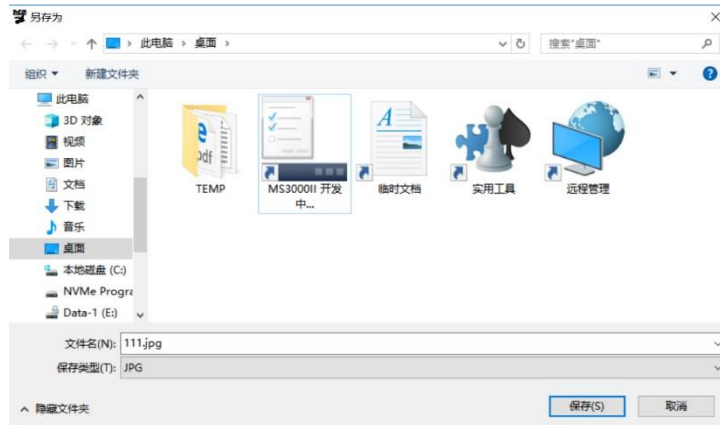 另存为
此电脑 › 桌面 ›
搜索"桌面"
组织 新建文件夹
此电脑
3D 对象
视频
图片
文档
下载
音乐
桌面
本地磁盘 (C:)
NVMe Progra
Data-1 (E:)
pdf
TEMP
MS3000II 开发
中...
临时文档
实用工具
远程管理
文件名(N): 111.jpg
保存类型(T): JPG
隐藏文件夹
保存(S) 取消